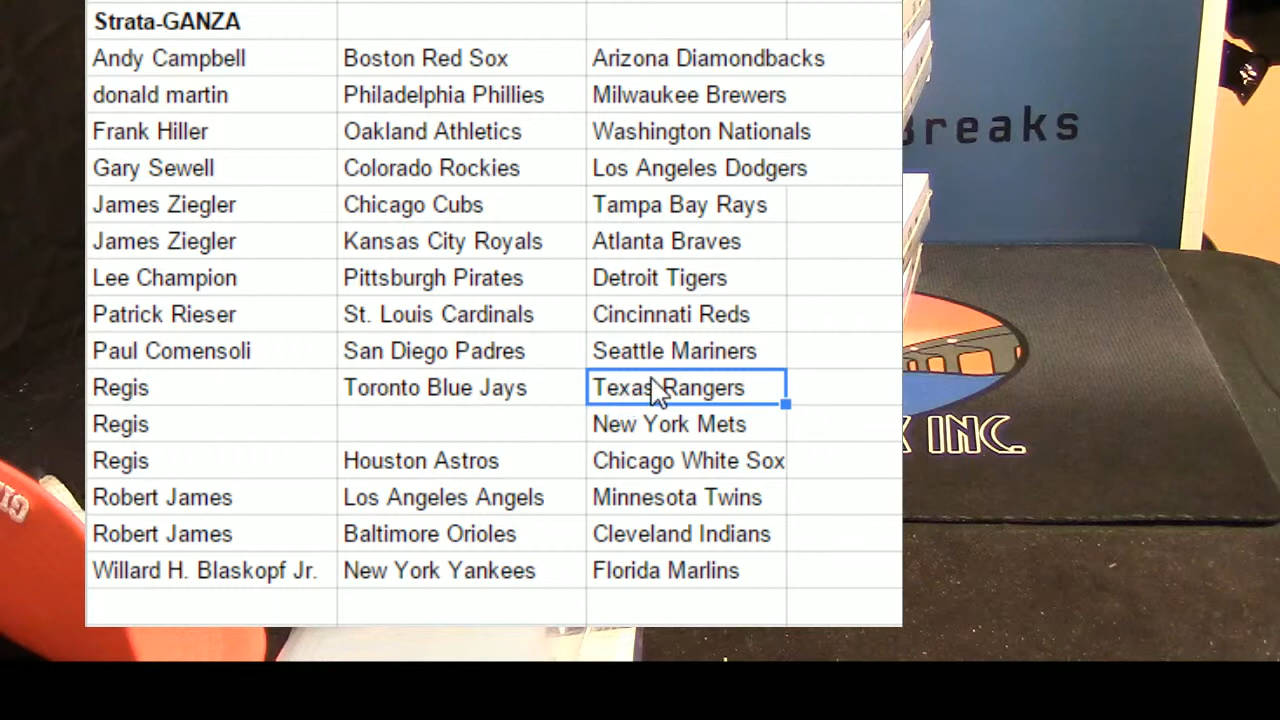 Strata-GANZA
Andy Campbell Boston Red Sox Arizona Diamondbacks
donald martin Philadelphia Phillies Milwaukee Brewers
Frank Hiller Oakland Athletics Washington Nationals
Gary Sewell Colorado Rockies Los Angeles Dodgers
James Ziegler Chicago Cubs Tampa Bay Rays
James Ziegler Kansas City Royals Atlanta Braves
Lee Champion Pittsburgh Pirates Detroit Tigers
Patrick Rieser St. Louis Cardinals Cincinnati Reds
Paul Comensoli San Diego Padres Seattle Mariners
Regis Toronto Blue Jays Texas Rangers
Regis New York Mets
Regis Houston Astros Chicago White Sox
Robert James Los Angeles Angels Minnesota Twins
Robert James Baltimore Orioles Cleveland Indians
Willard H. Blaskopf Jr. New York Yankees Florida Marlins
Breaks
INC.